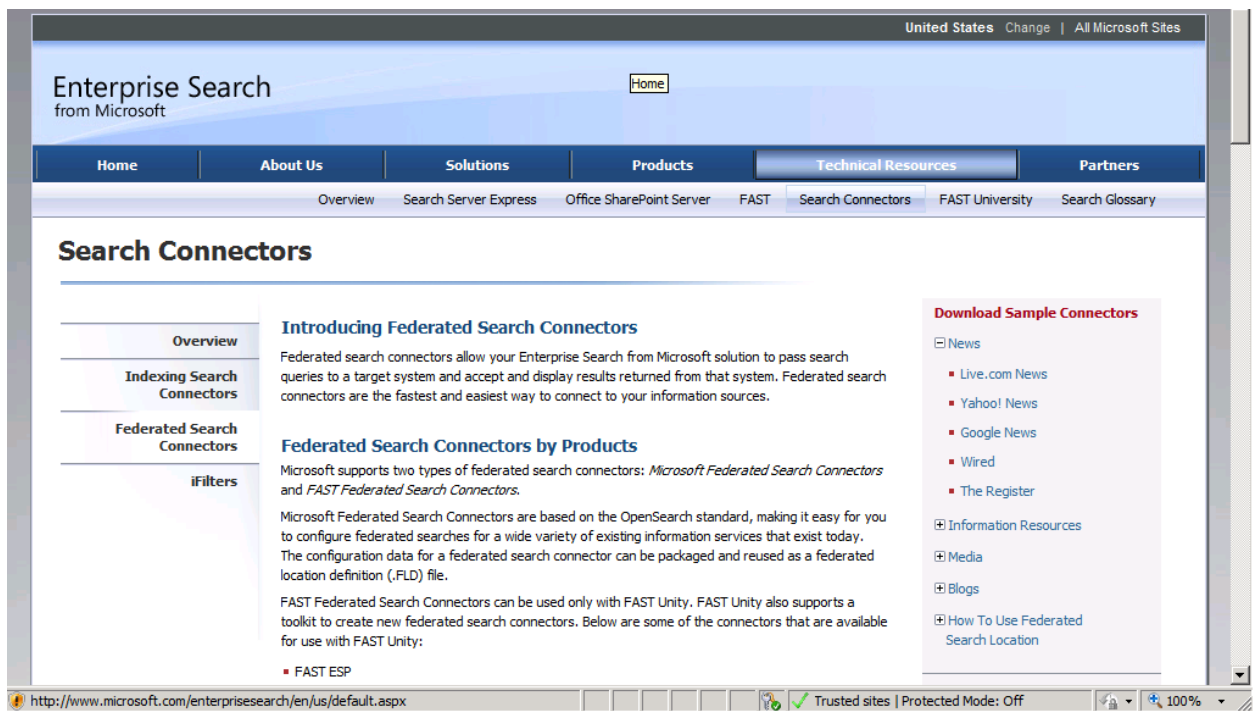 United States Change | All Microsoft Sites
Enterprise Search
from Microsoft
Home
Home About Us Solutions Products Technical Resources Partners
Overview Search Server Express Office SharePoint Server FAST Search Connectors FAST University Search Glossary
Search Connectors
Overview
Indexing Search
Connectors
Federated Search
Connectors
iFilters
Introducing Federated Search Connectors
Federated search connectors allow your Enterprise Search from Microsoft solution to pass search
queries to a target system and accept and display results returned from that system. Federated search
connectors are the fastest and easiest way to connect to your information sources.
Federated Search Connectors by Products
Microsoft supports two types of federated search connectors: Microsoft Federated Search Connectors
and FAST Federated Search Connectors.
Microsoft Federated Search Connectors are based on the OpenSearch standard, making it easy for you
to configure federated searches for a wide variety of existing information services that exist today.
The configuration data for a federated search connector can be packaged and reused as a federated
location definition (.FLD) file.
FAST Federated Search Connectors can be used only with FAST Unity. FAST Unity also supports a
toolkit to create new federated search connectors. Below are some of the connectors that are available
for use with FAST Unity:
FAST ESP
Download Sample Connectors
News
Live.com News
Yahoo! News
Google News
Wired
The Register
Information Resources
Media
Blogs
How To Use Federated
Search Location
http://www.microsoft.com/enterprisesearch/en/us/default.aspx Trusted sites | Protected Mode: Off 100%